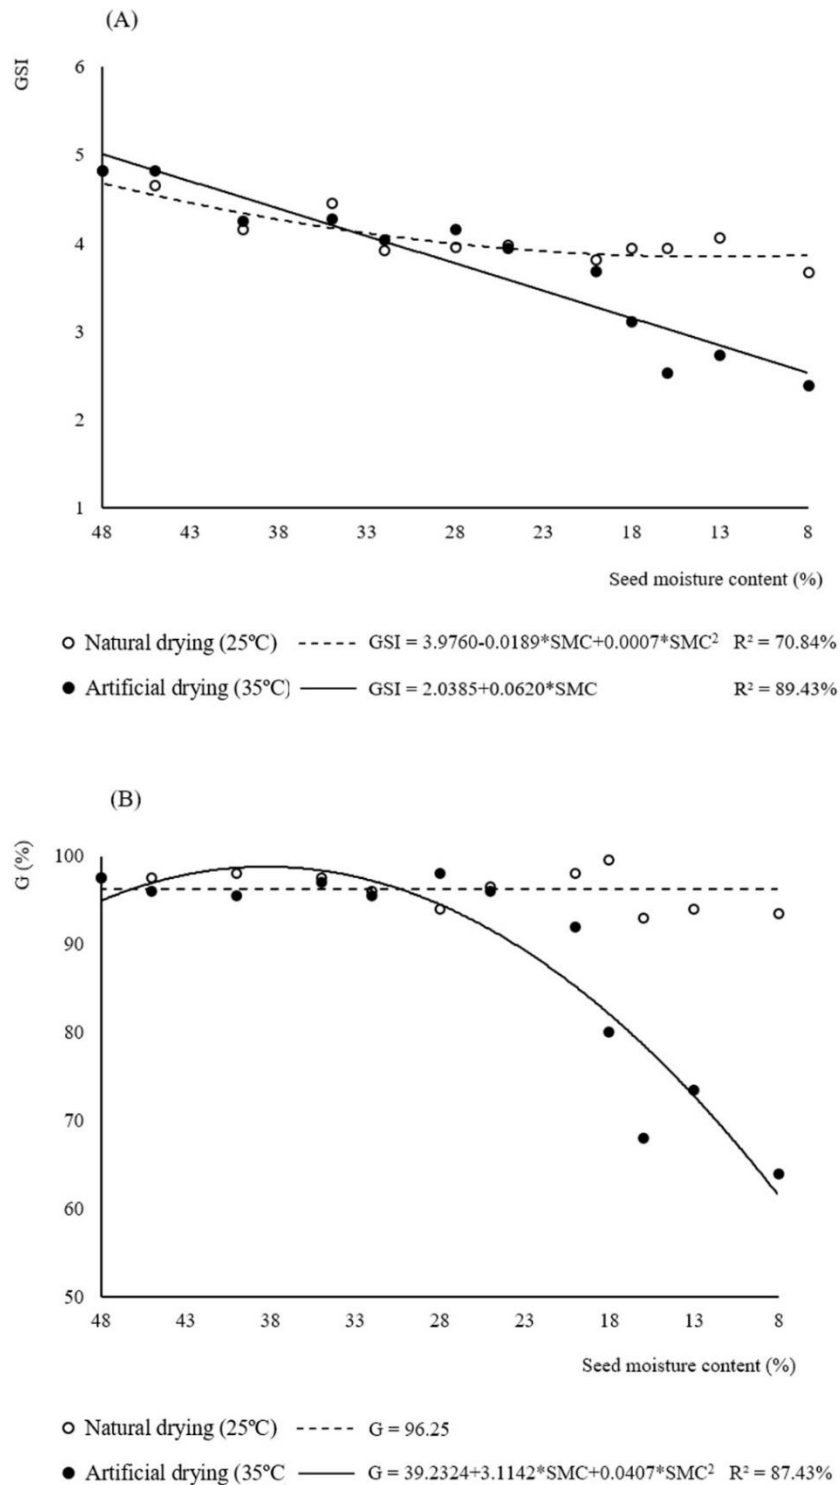 (A)
GSI
6
5
4
3
2
1
48 43 38 33 28 23 18 13 8
Seed moisture content (%)
Natural drying (25ºC) GSI = 3.9760-0.0189*SMC+0.0007*SMC² R² = 70.84%
Artificial drying (35ºC) GSI = 2.0385+0.0620*SMC R² = 89.43%
(B)
G (%)
100
90
80
70
60
50
48 43 38 33 28 23 18 13 8
Seed moisture content (%)
Natural drying (25ºC) G = 96.25
Artificial drying (35ºC G = 39.2324+3.1142*SMC+0.0407*SMC² R² = 87.43%